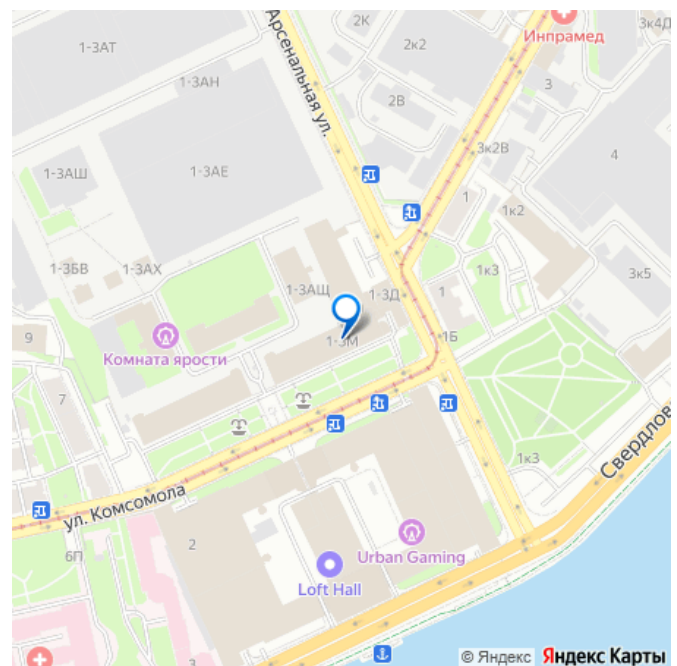 Инпрамед
2К
2к2
3к4Д
1-3АТ
Арсенальная ул.
1-3АН
2В
3
3к2В
4
1-3АЕ
1-3АШ
1
1к2
1-3БВ
1-3АХ
1-3АЩ
1к3
3к5
1-3Д
1
9
1-3М
1Б
Комната ярости
7
1к3
Свердлов
ул. Комсомола
2
6П
Urban Gaming
Loft Hall
3
© Яндекс Яндекс Карты